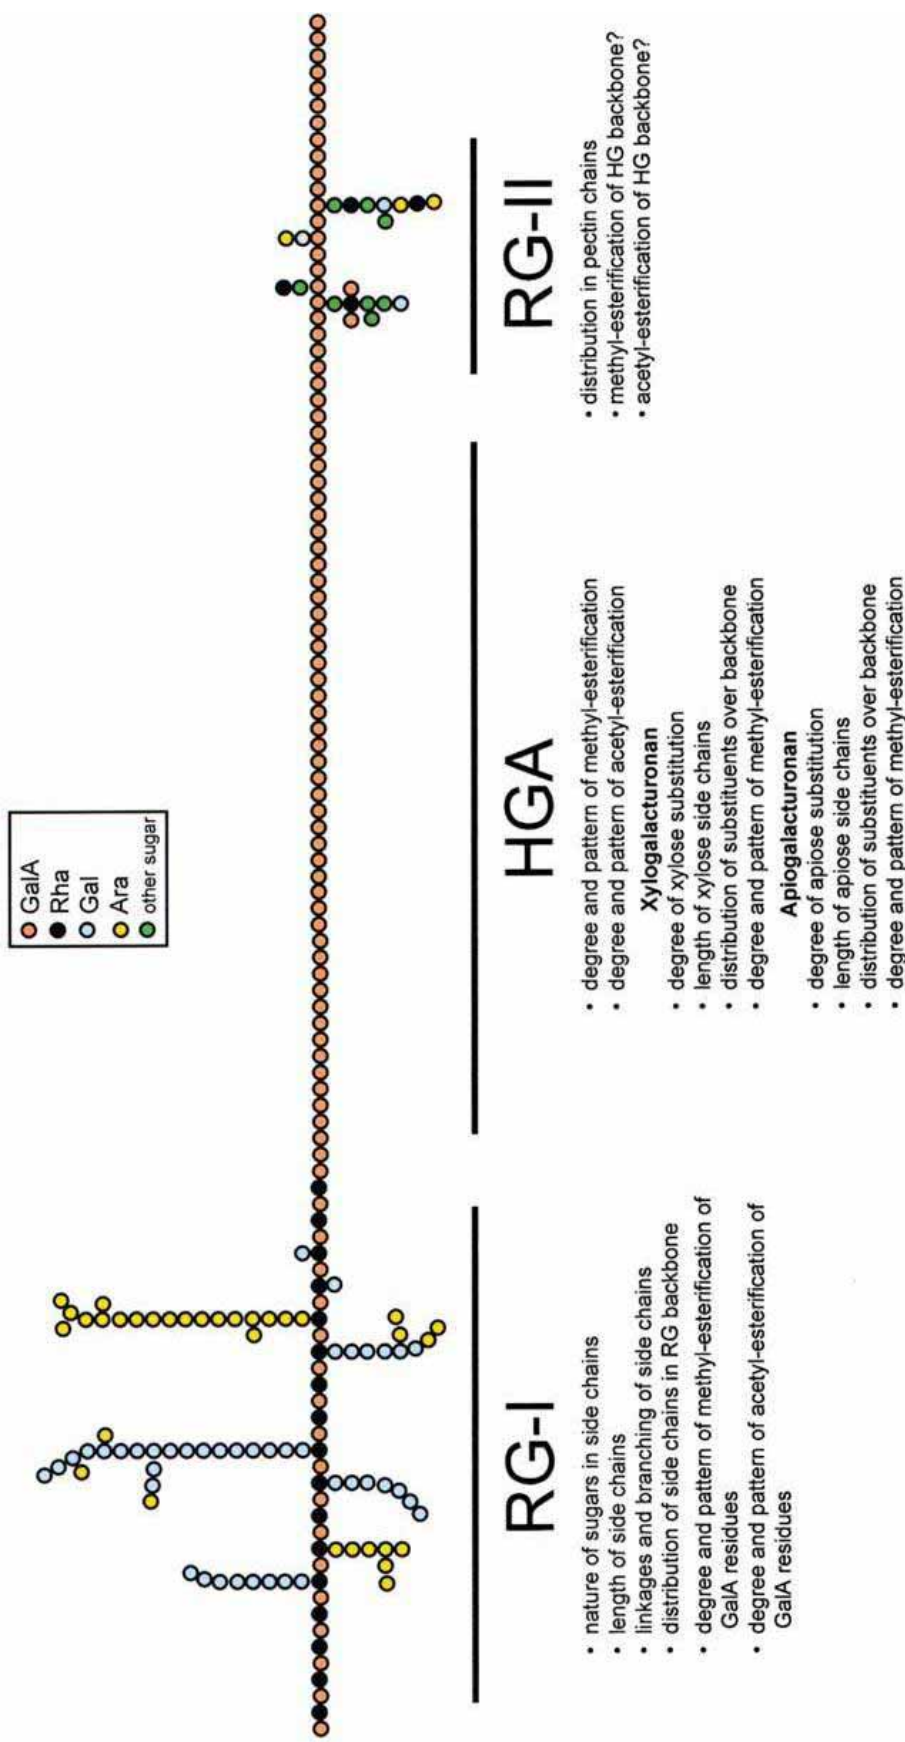 GalA
Rha
Gal
Ara
other sugar
RG-I
• nature of sugars in side chains
• length of side chains
• linkages and branching of side chains
• distribution of side chains in RG backbone
• degree and pattern of methyl-esterification of
GalA residues
• degree and pattern of acetyl-esterification of
GalA residues
HGA
• degree and pattern of methyl-esterification
• degree and pattern of acetyl-esterification
Xylogalacturonan
• degree of xylose substitution
• length of xylose side chains
• distribution of substituents over backbone
• degree and pattern of methyl-esterification
Apiogalacturonan
• degree of apiose substitution
• length of apiose side chains
• distribution of substituents over backbone
• degree and pattern of methyl-esterification
RG-II
• distribution in pectin chains
• methyl-esterification of HG backbone?
• acetyl-esterification of HG backbone?